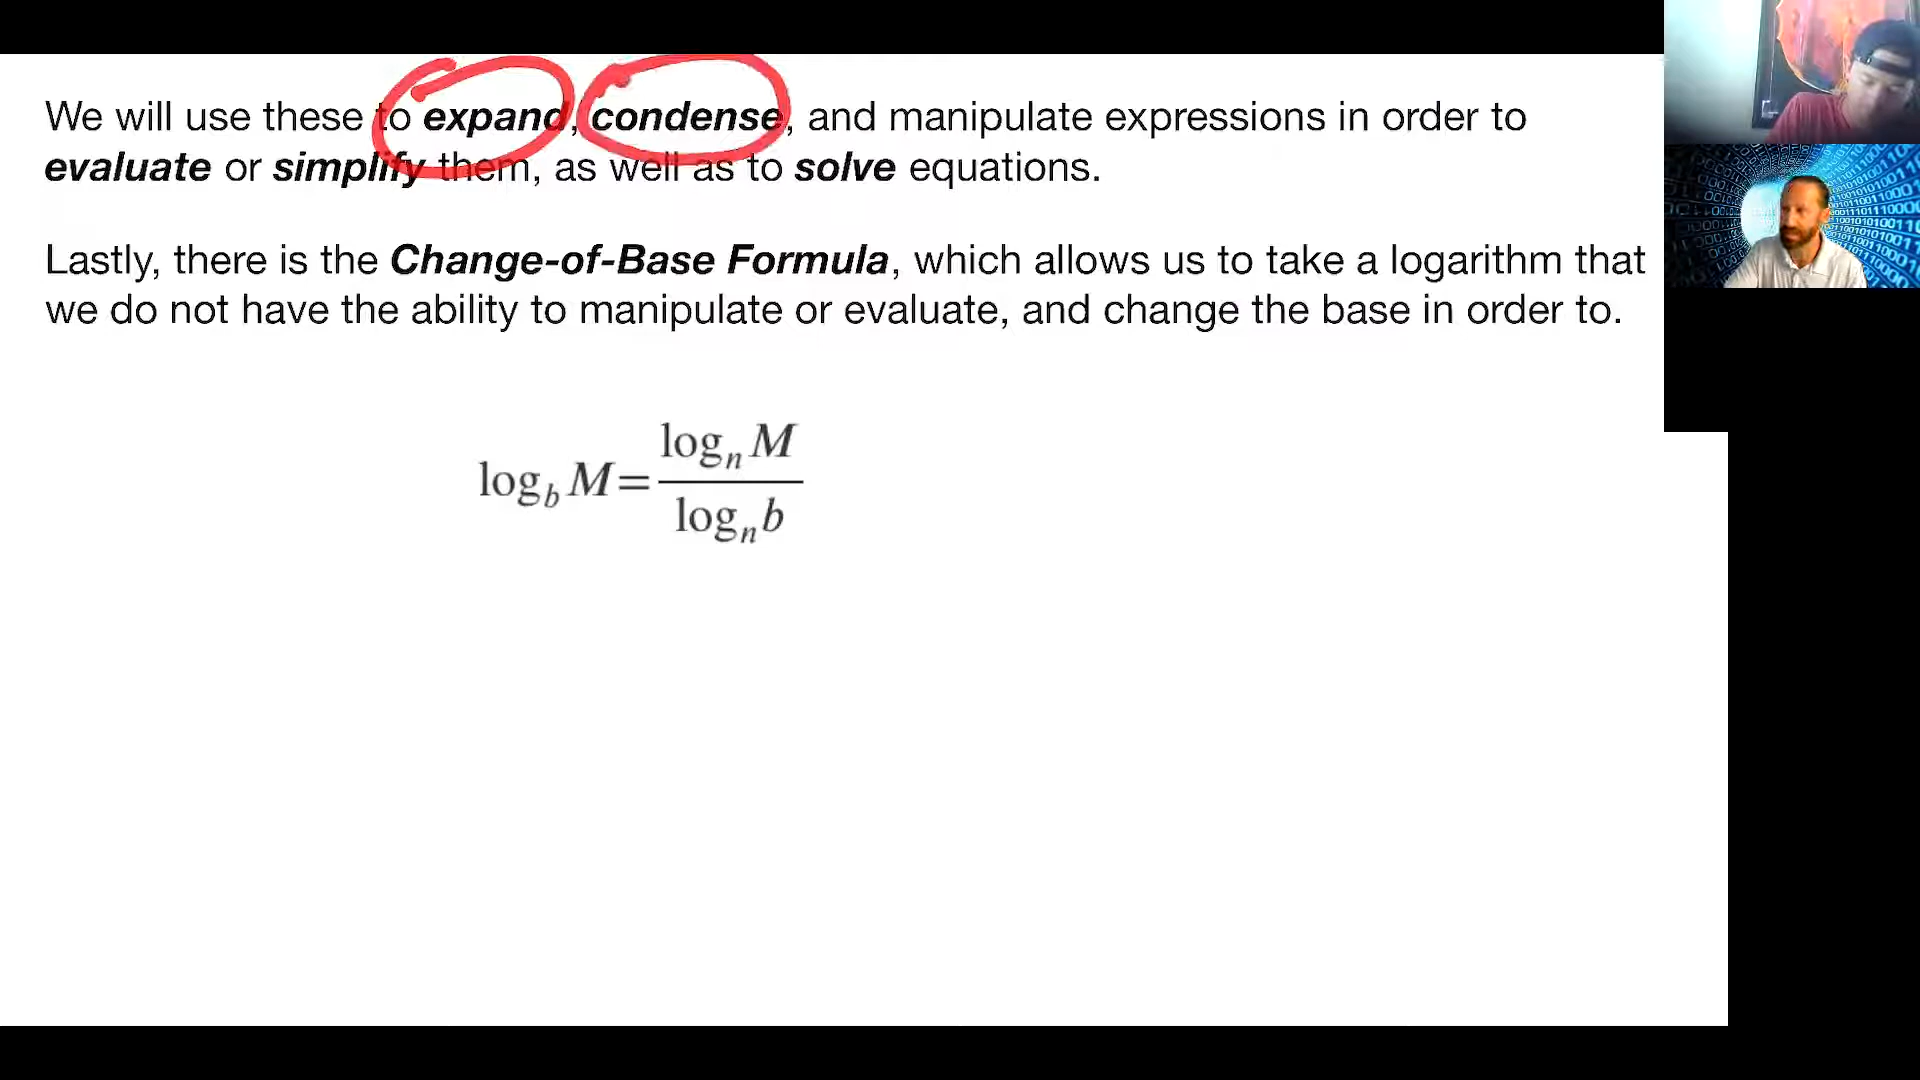 We will use these to expand, condense, and manipulate expressions in order to
evaluate or simplify them, as well as to solve equations.
Lastly, there is the Change-of-Base Formula, which allows us to take a logarithm that
we do not have the ability to manipulate or evaluate, and change the base in order to.
log_b M = \frac{log_n M}{log_n b}